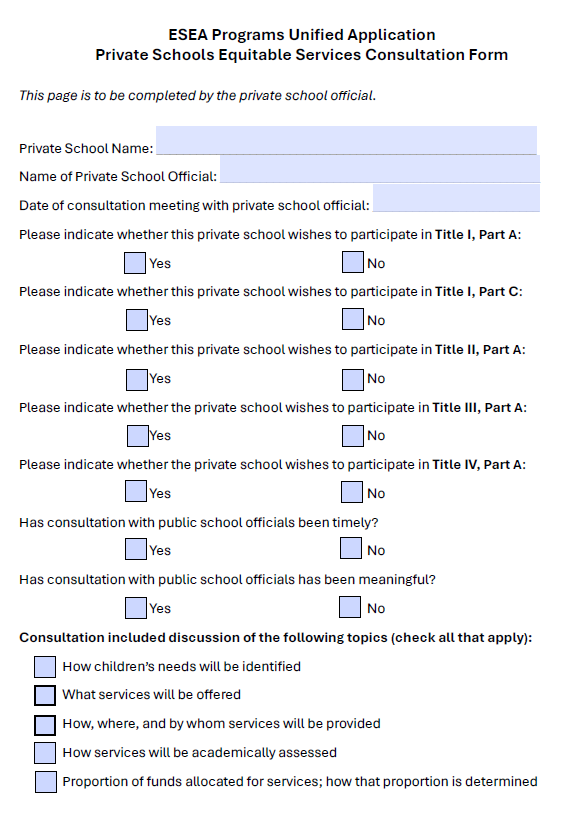 ESEA Programs Unified Application
Private Schools Equitable Services Consultation Form
This page is to be completed by the private school official.
Private School Name:
Name of Private School Official:
Date of consultation meeting with private school official:
Please indicate whether this private school wishes to participate in Title I, Part A:
Yes No
Please indicate whether this private school wishes to participate in Title I, Part C:
Yes No
Please indicate whether this private school wishes to participate in Title II, Part A:
Yes No
Please indicate whether the private school wishes to participate in Title III, Part A:
Yes No
Please indicate whether the private school wishes to participate in Title IV, Part A:
Yes No
Has consultation with public school officials been timely?
Yes No
Has consultation with public school officials has been meaningful?
Yes No
Consultation included discussion of the following topics (check all that apply):
How children’s needs will be identified
What services will be offered
How, where, and by whom services will be provided
How services will be academically assessed
Proportion of funds allocated for services; how that proportion is determined